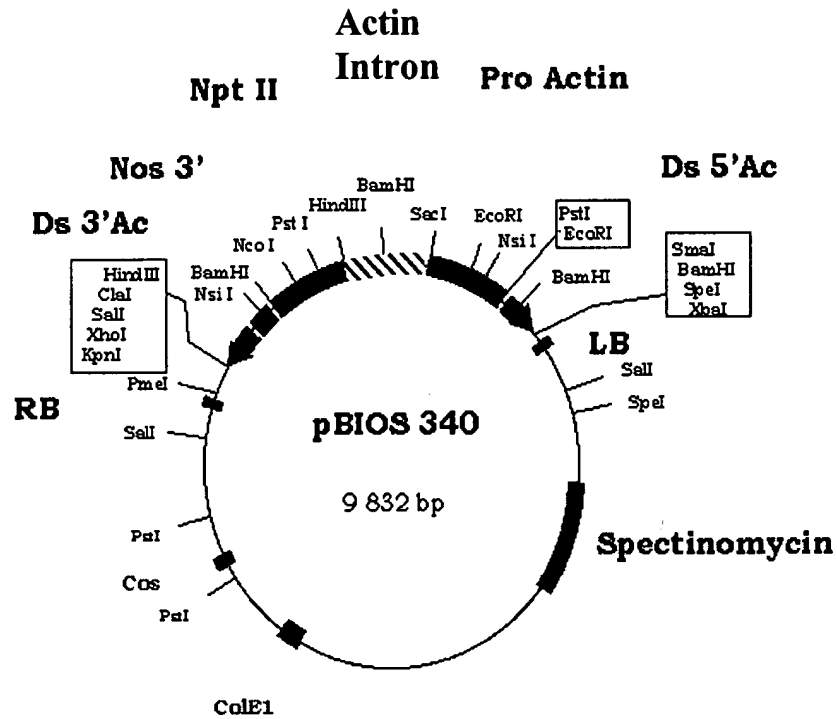 Actin
Intron
Pro Actin
Npt II
Nos 3'
Ds 5'Ac
Ds 3'Ac
BamHI
HindIII
SacI
PstI
EcoRI
NsiI
PstI
EcoRI
NcoI
BamHI
NsiI
BamHI
SmaI
BamHI
SpeI
XbaI
HindIII
ClaI
SalI
XhoI
KpnI
LB
PmeI
RB
SalI
SpeI
SalI
pBIOS 340
9 832 bp
Spectinomycin
PstI
Cos
PstI
ColE1